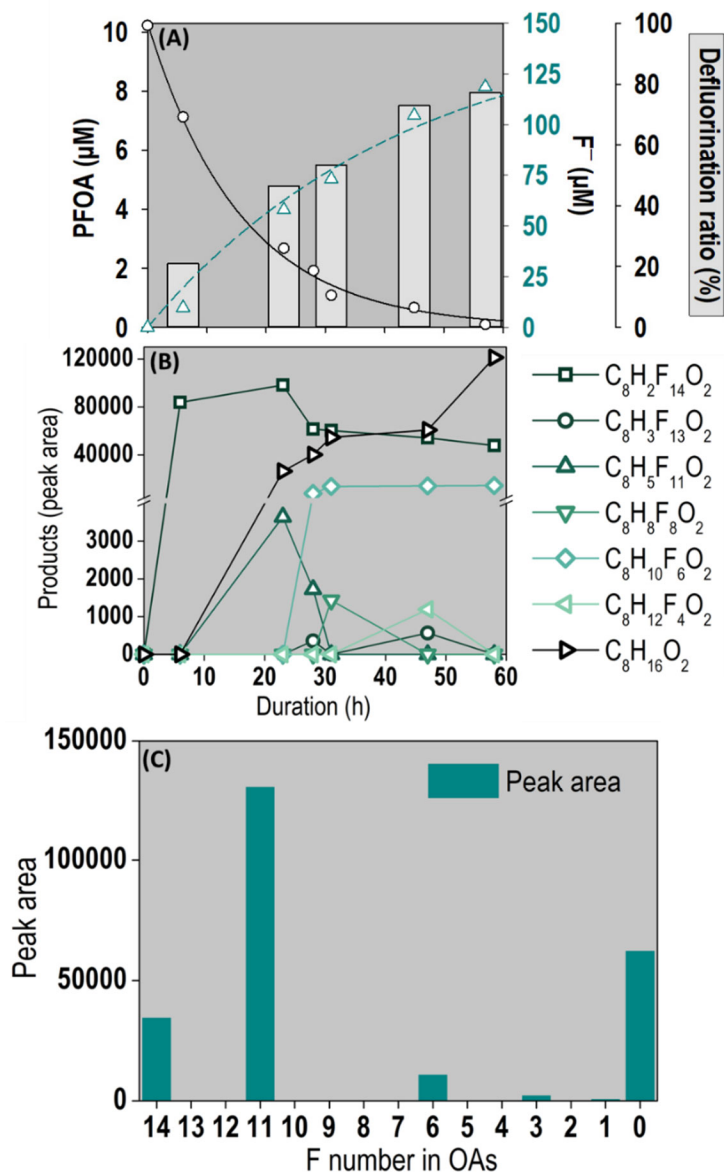 (A)
PFOA (µM)
10
8
6
4
2
0
150
125
100
75
50
25
0
F⁻ (µM)
100
80
60
40
20
0
Defluorination ratio (%)
(B)
Products (peak area)
120000
80000
40000
3000
2000
1000
0
0 10 20 30 40 50 60
Duration (h)
C₈H₂F₁₄O₂
C₈H₃F₁₃O₂
C₈H₅F₁₁O₂
C₈H₈F₈O₂
C₈H₁₀F₆O₂
C₈H₁₂F₄O₂
C₈H₁₆O₂
(C)
Peak area
Peak area
150000
100000
50000
0
14 13 12 11 10 9 8 7 6 5 4 3 2 1 0
F number in OAs